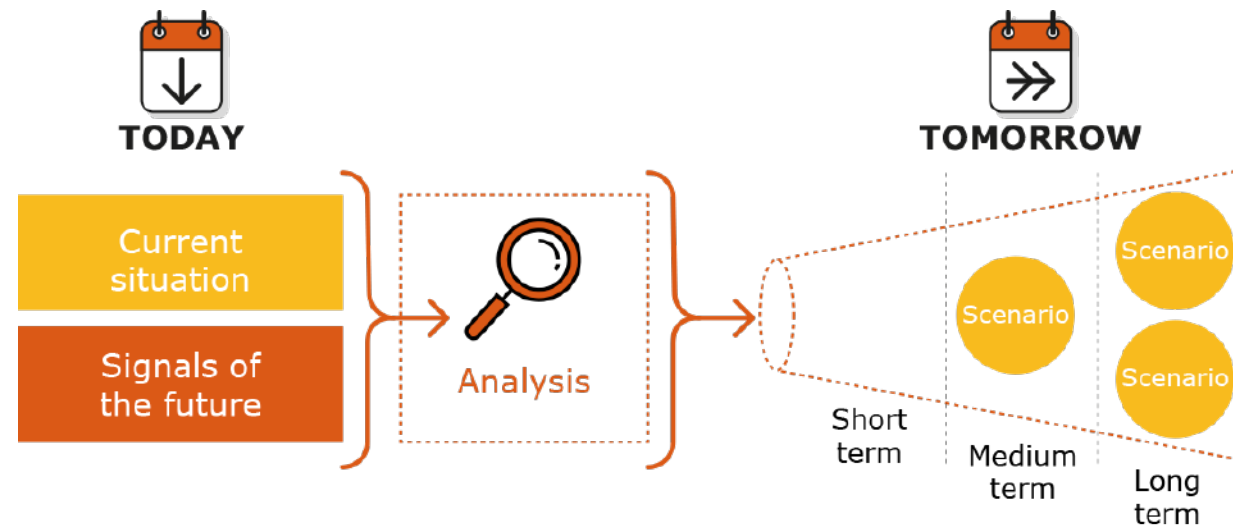 TODAY
TOMORROW
Current
situation
Signals of
the future
Analysis
Scenario
Scenario
Scenario
Short
term
Medium
term
Long
term